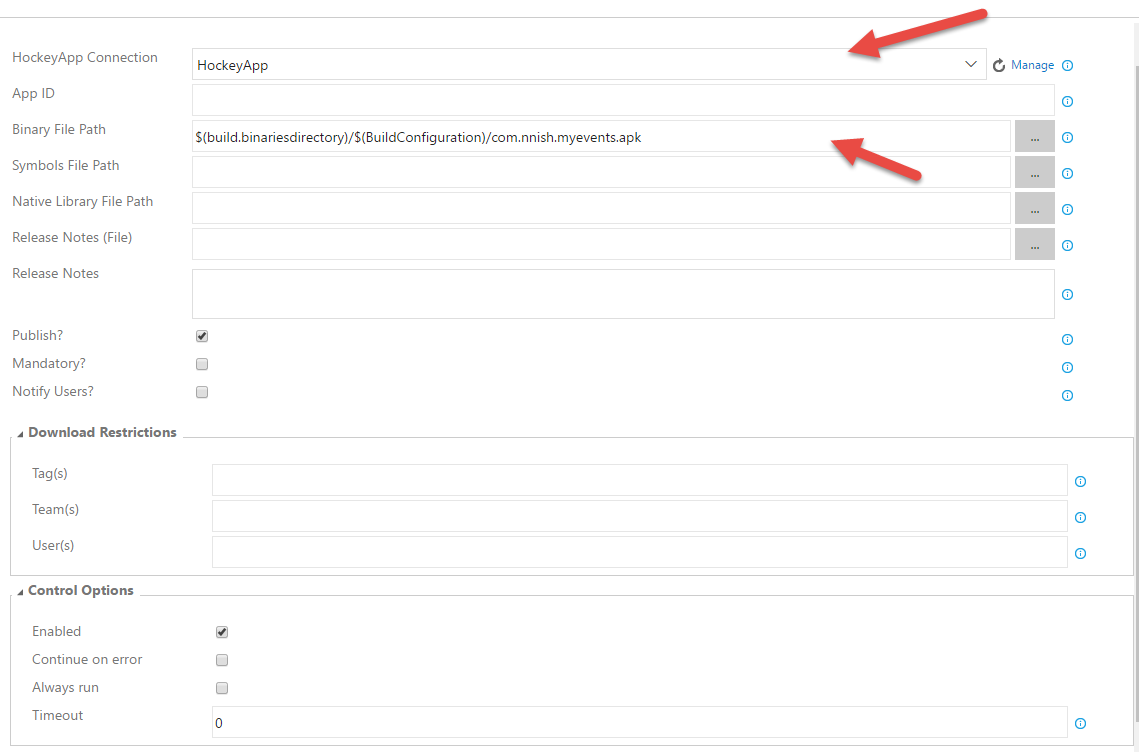 HockeyApp Connection
HockeyApp
Manage
App ID
Binary File Path
$(build.binariesdirectory)/$(BuildConfiguration)/com.nnish.myevents.apk
...
Symbols File Path
...
Native Library File Path
...
Release Notes (File)
...
Release Notes
Publish?
Mandatory?
Notify Users?
Download Restrictions
Tag(s)
Team(s)
User(s)
Control Options
Enabled
Continue on error
Always run
Timeout
0